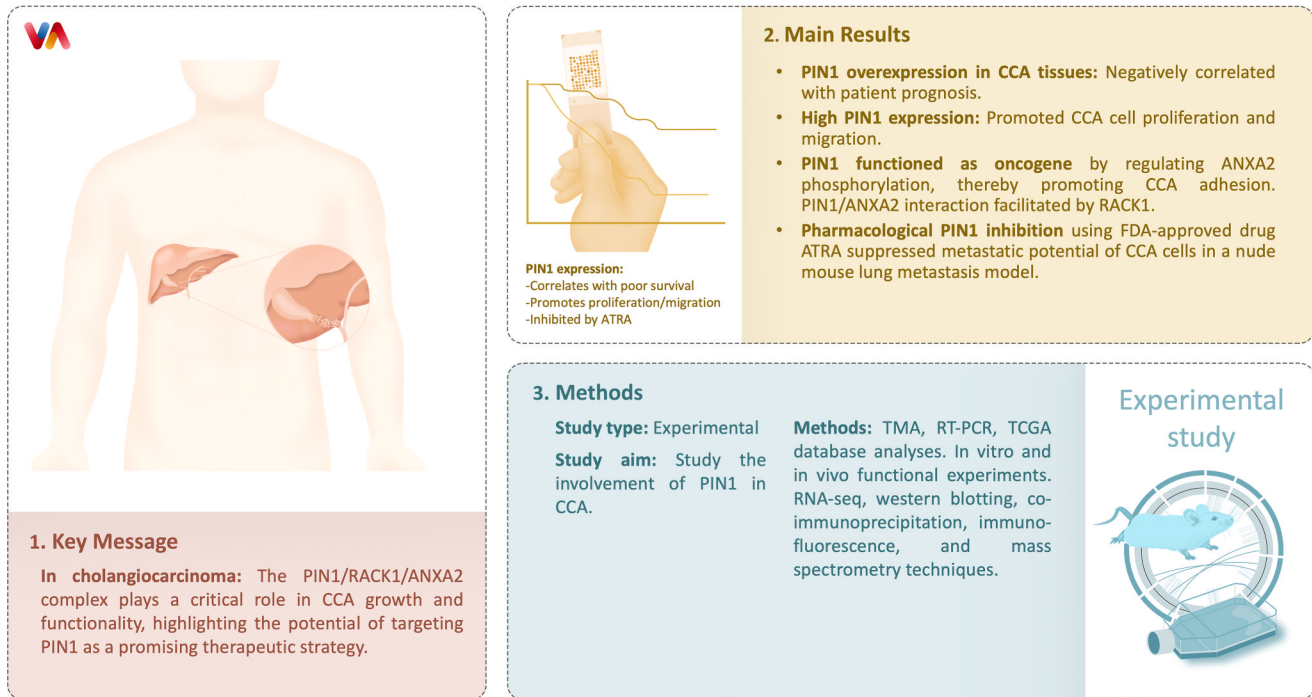 VA
1. Key Message
In cholangiocarcinoma: The PIN1/RACK1/ANXA2
complex plays a critical role in CCA growth and
functionality, highlighting the potential of targeting
PIN1 as a promising therapeutic strategy.
PIN1 expression:
-Correlates with poor survival
-Promotes proliferation/migration
-Inhibited by ATRA
2. Main Results
• PIN1 overexpression in CCA tissues: Negatively correlated
with patient prognosis.
• High PIN1 expression: Promoted CCA cell proliferation and
migration.
• PIN1 functioned as oncogene by regulating ANXA2
phosphorylation, thereby promoting CCA adhesion.
PIN1/ANXA2 interaction facilitated by RACK1.
• Pharmacological PIN1 inhibition using FDA-approved drug
ATRA suppressed metastatic potential of CCA cells in a nude
mouse lung metastasis model.
3. Methods
Study type: Experimental
Study aim: Study the
involvement of PIN1 in
CCA.
Methods: TMA, RT-PCR, TCGA
database analyses. In vitro and
in vivo functional experiments.
RNA-seq, western blotting, co-
immunoprecipitation, immuno-
fluorescence, and mass
spectrometry techniques.
Experimental
study